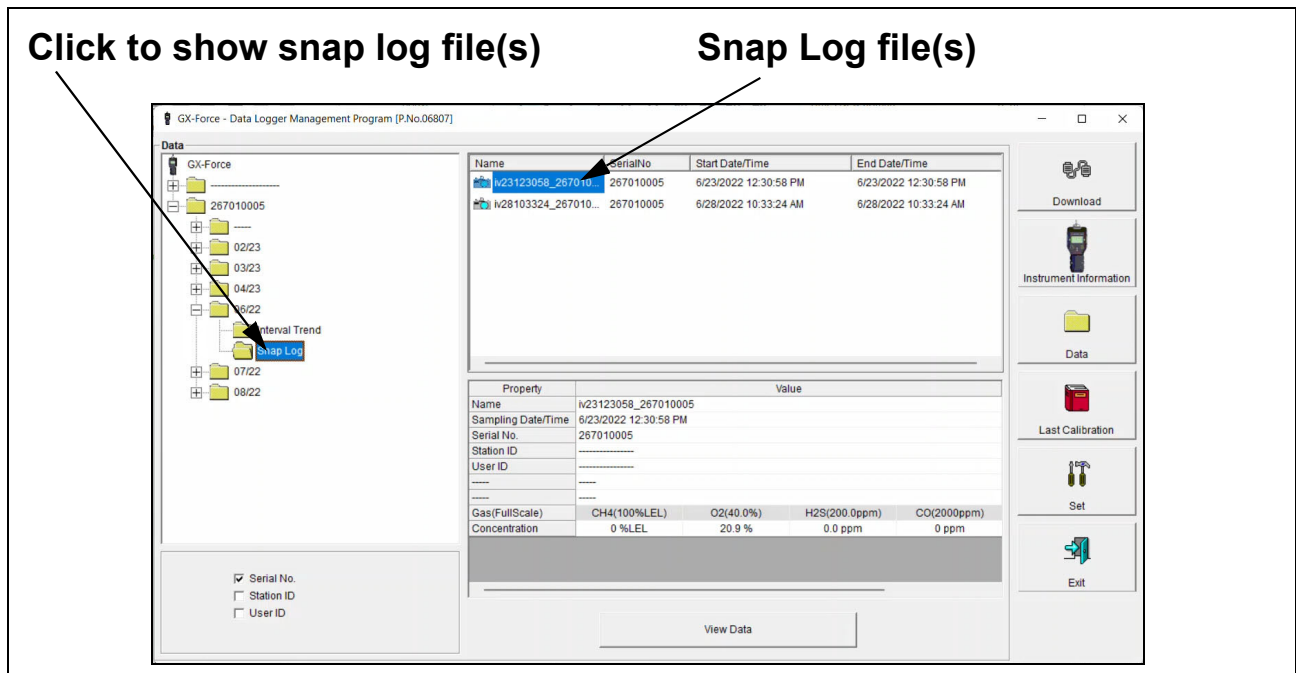 Click to show snap log file(s)
Snap Log file(s)
GX-Force - Data Logger Management Program [P.No.06807]
Data
GX-Force
-------------------
267010005
-----
02/23
03/23
04/23
06/22
Interval Trend
Snap Log
07/22
08/22
Serial No.
Station ID
User ID
Name SerialNo Start Date/Time End Date/Time
iv23123058_267010... 267010005 6/23/2022 12:30:58 PM 6/23/2022 12:30:58 PM
iv28103324_267010... 267010005 6/28/2022 10:33:24 AM 6/28/2022 10:33:24 AM
Property Value
Name iv23123058_267010005
Sampling Date/Time 6/23/2022 12:30:58 PM
Serial No. 267010005
Station ID ----------------
User ID ----------------
----- -----
----- -----
Gas(FullScale) CH4(100%LEL) O2(40.0%) H2S(200.0ppm) CO(2000ppm)
Concentration 0 %LEL 20.9 % 0.0 ppm 0 ppm
View Data
Download
Instrument Information
Data
Last Calibration
Set
Exit